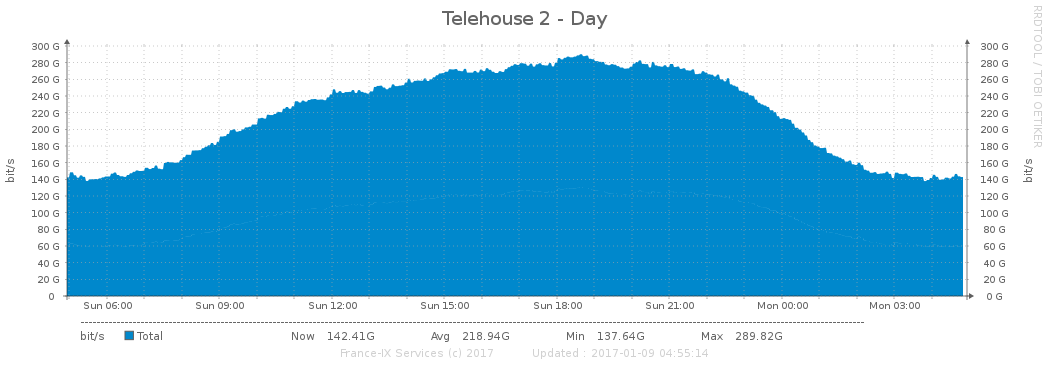 Telehouse 2 - Day
RRDTOOL / TOBI OETIKER
300 G 300 G
280 G 280 G
260 G 260 G
240 G 240 G
220 G 220 G
200 G 200 G
180 G 180 G
160 G 160 G
140 G 140 G
120 G 120 G
100 G 100 G
80 G 80 G
60 G 60 G
40 G 40 G
20 G 20 G
0 0 G
bit/s bit/s
Sun 06:00 Sun 09:00 Sun 12:00 Sun 15:00 Sun 18:00 Sun 21:00 Mon 00:00 Mon 03:00
bit/s Total Now 142.41G Avg 218.94G Min 137.64G Max 289.82G
France-IX Services (c) 2017 Updated : 2017-01-09 04:55:14